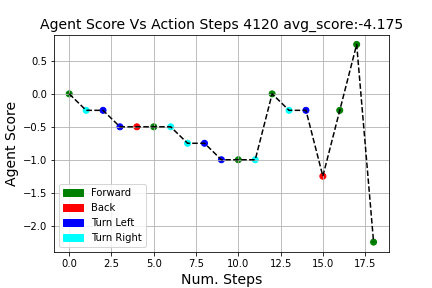 Agent Score Vs Action Steps 4120 avg_score:-4.175
Agent Score
0.5
0.0
−0.5
−1.0
−1.5
−2.0
Forward
Back
Turn Left
Turn Right
0.0 2.5 5.0 7.5 10.0 12.5 15.0 17.5
Num. Steps